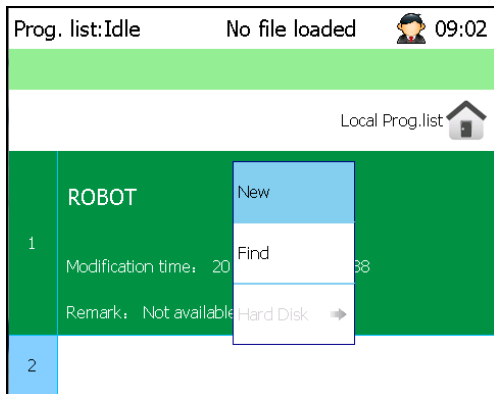 Prog. list:Idle No file loaded 09:02
Local Prog.list
ROBOT
New
1
Find
Modification time： 20 38
Remark： Not available
Hard Disk
2